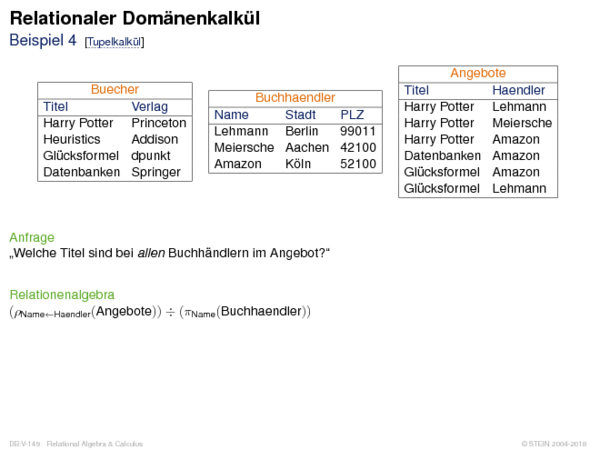 Relationaler Domänenkalkül
Beispiel 4 [Tupelkalkül]
Buecher
Titel Verlag
Harry Potter Princeton
Heuristics Addison
Glücksformel dpunkt
Datenbanken Springer
Buchhaendler
Name Stadt PLZ
Lehmann Berlin 99011
Meiersche Aachen 42100
Amazon Köln 52100
Angebote
Titel Haendler
Harry Potter Lehmann
Harry Potter Meiersche
Harry Potter Amazon
Datenbanken Amazon
Glücksformel Amazon
Glücksformel Lehmann
Anfrage
„Welche Titel sind bei allen Buchhändlern im Angebot?“
Relationenalgebra
(ρName←Haendler(Angebote)) ÷ (πName(Buchhaendler))
DB:V-149 Relational Algebra & Calculus
© STEIN 2004-2018